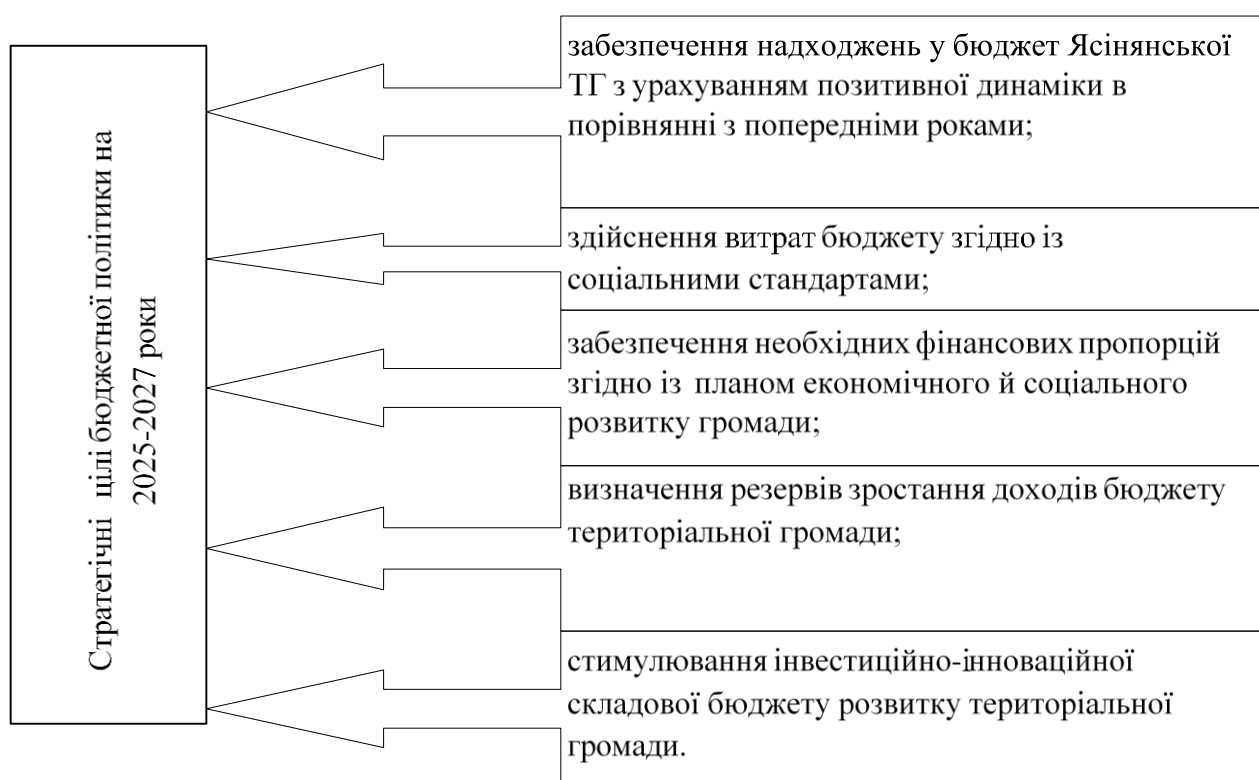 Стратегічні цілі бюджетної політики на
2025-2027 роки
забезпечення надходжень у бюджет Ясінянської
ТГ з урахуванням позитивної динаміки в
порівнянні з попередніми роками;
здійснення витрат бюджету згідно із
соціальними стандартами;
забезпечення необхідних фінансових пропорцій
згідно із планом економічного й соціального
розвитку громади;
визначення резервів зростання доходів бюджету
територіальної громади;
стимулювання інвестиційно-інноваційної
складової бюджету розвитку територіальної
громади.